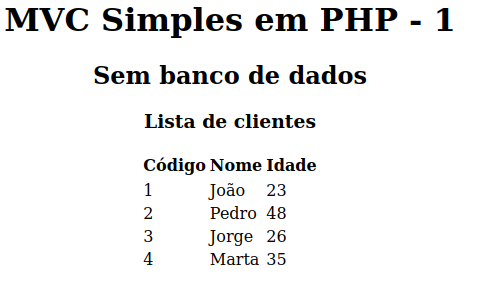 MVC Simples em PHP - 1
Sem banco de dados
Lista de clientes
Código Nome Idade
1 João 23
2 Pedro 48
3 Jorge 26
4 Marta 35